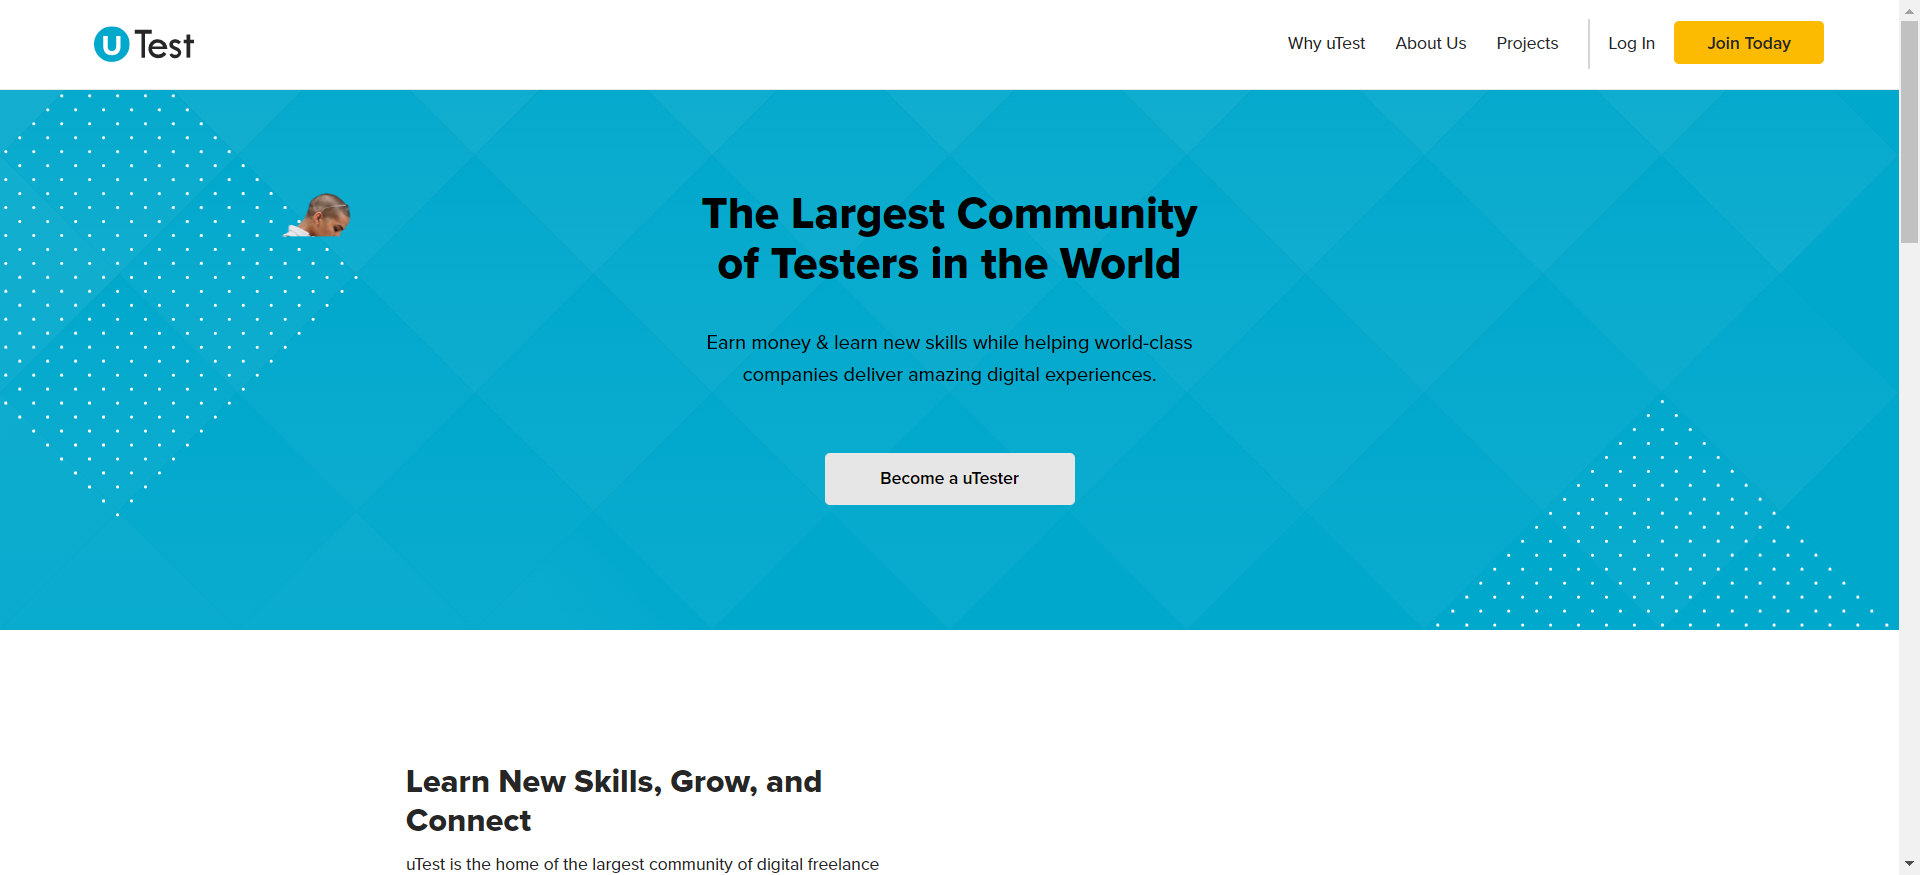 uTest
Why uTest
About Us
Projects
Log In
Join Today
The Largest Community
of Testers in the World
Earn money & learn new skills while helping world-class
companies deliver amazing digital experiences.
Become a uTester
Learn New Skills, Grow, and
Connect
uTest is the home of the largest community of digital freelance